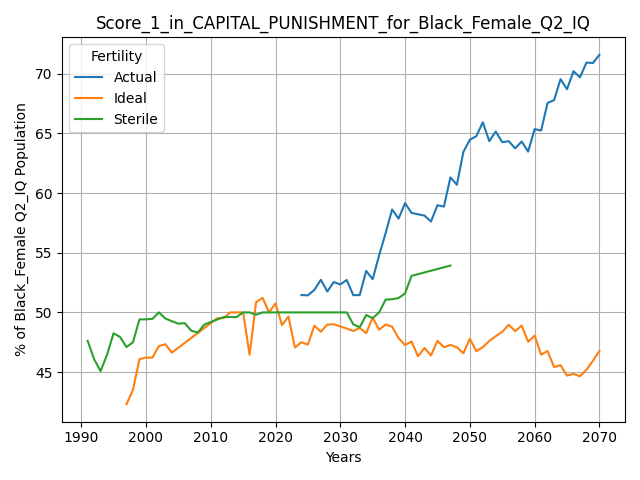 Score_1_in_CAPITAL_PUNISHMENT_for_Black_Female_Q2_IQ
Fertility
Actual
Ideal
Sterile
% of Black_Female Q2_IQ Population
70
65
60
55
50
45
1990 2000 2010 2020 2030 2040 2050 2060 2070
Years